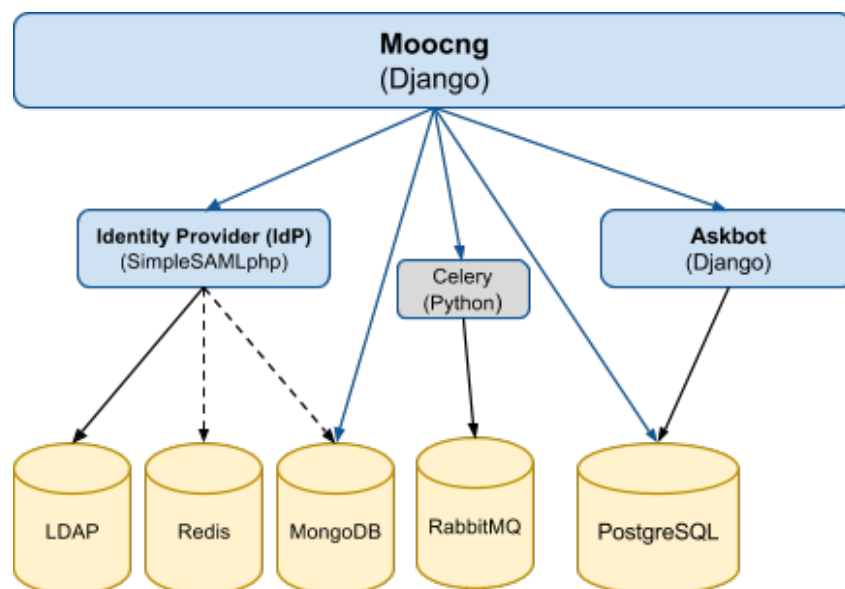 Moocng
(Django)
Identity Provider (IdP)
(SimpleSAMLphp)
Askbot
(Django)
Celery
(Python)
LDAP
Redis
MongoDB
RabbitMQ
PostgreSQL